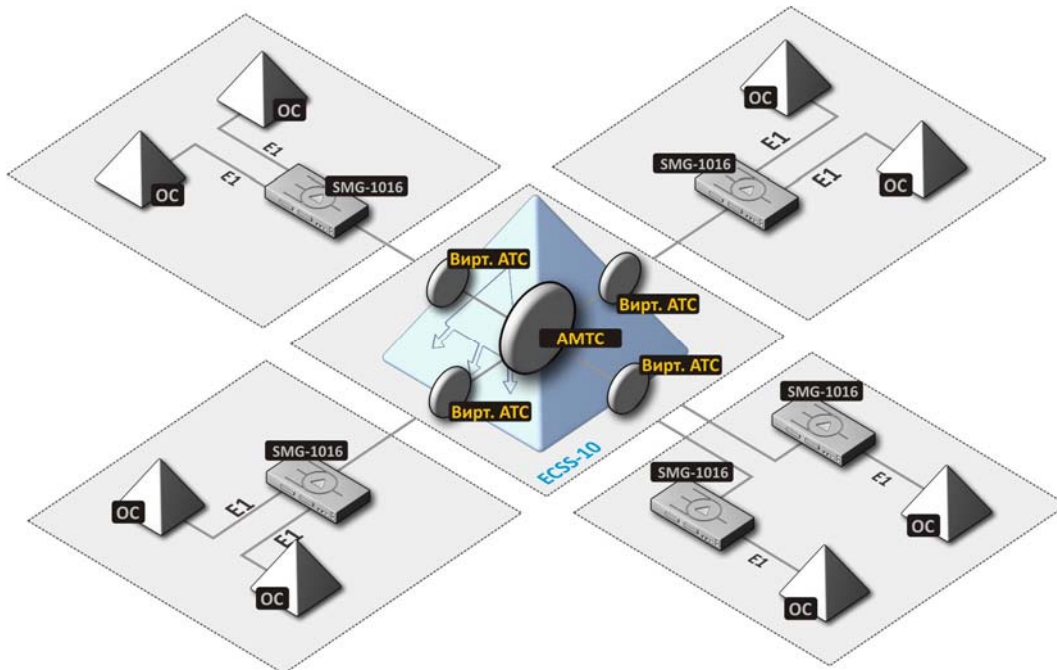 ОС
E1
ОС
E1
SMG-1016
ОС
E1
SMG-1016
E1
ОС
Вирт. АТС
Вирт. АТС
АМТС
Вирт. АТС
Вирт. АТС
ECSS-10
SMG-1016
ОС
E1
E1
ОС
SMG-1016
SMG-1016
E1
ОС
E1
ОС